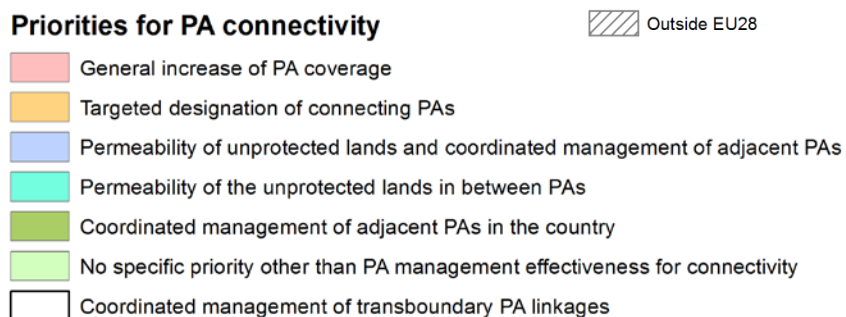 Priorities for PA connectivity
Outside EU28
General increase of PA coverage
Targeted designation of connecting PAs
Permeability of unprotected lands and coordinated management of adjacent PAs
Permeability of the unprotected lands in between PAs
Coordinated management of adjacent PAs in the country
No specific priority other than PA management effectiveness for connectivity
Coordinated management of transboundary PA linkages